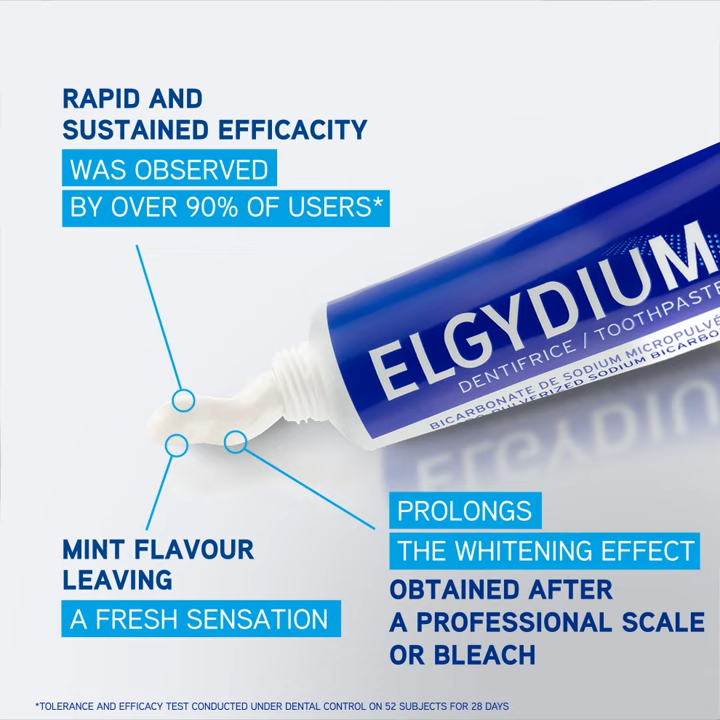 RAPID AND
SUSTAINED EFFICACITY
WAS OBSERVED
BY OVER 90% OF USERS*
ELGYDIUM
DENTIFRICE / TOOTHPASTE
BICARBONATE DE SODIUM
PULVERIZED SODIUM
MINT FLAVOUR
LEAVING
A FRESH SENSATION
PROLONGS
THE WHITENING EFFECT
OBTAINED AFTER
A PROFESSIONAL SCALE
OR BLEACH
*TOLERANCE AND EFFICACY TEST CONDUCTED UNDER DENTAL CONTROL ON 52 SUBJECTS FOR 28 DAYS